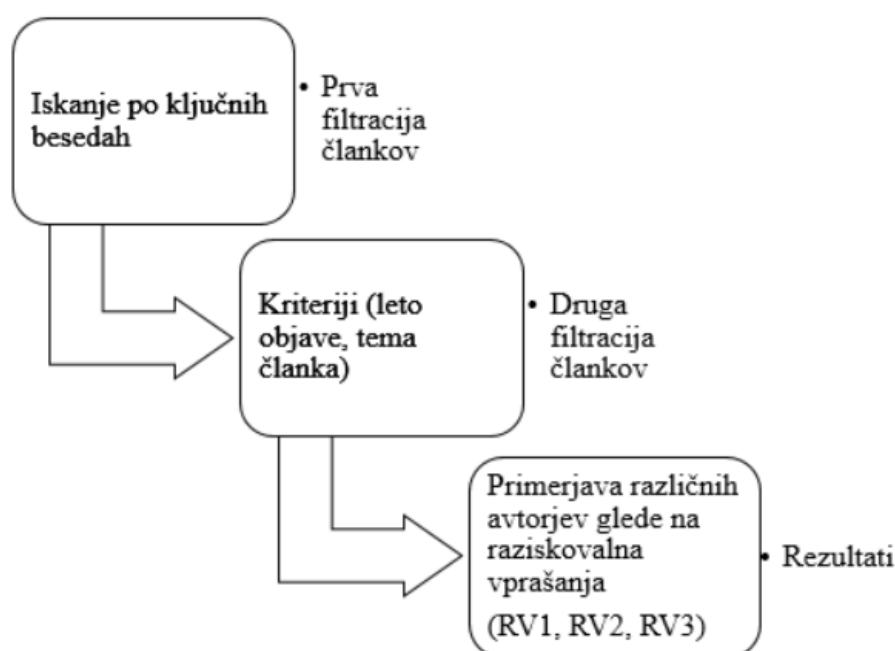 Iskanje po ključnih
besedah
• Prva
filtracija
člankov
Kriteriji (leto
objave, tema
članka)
• Druga
filtracija
člankov
Primerjava različnih
avtorjev glede na
raziskovalna
vprašanja
(RV1, RV2, RV3)
• Rezultati